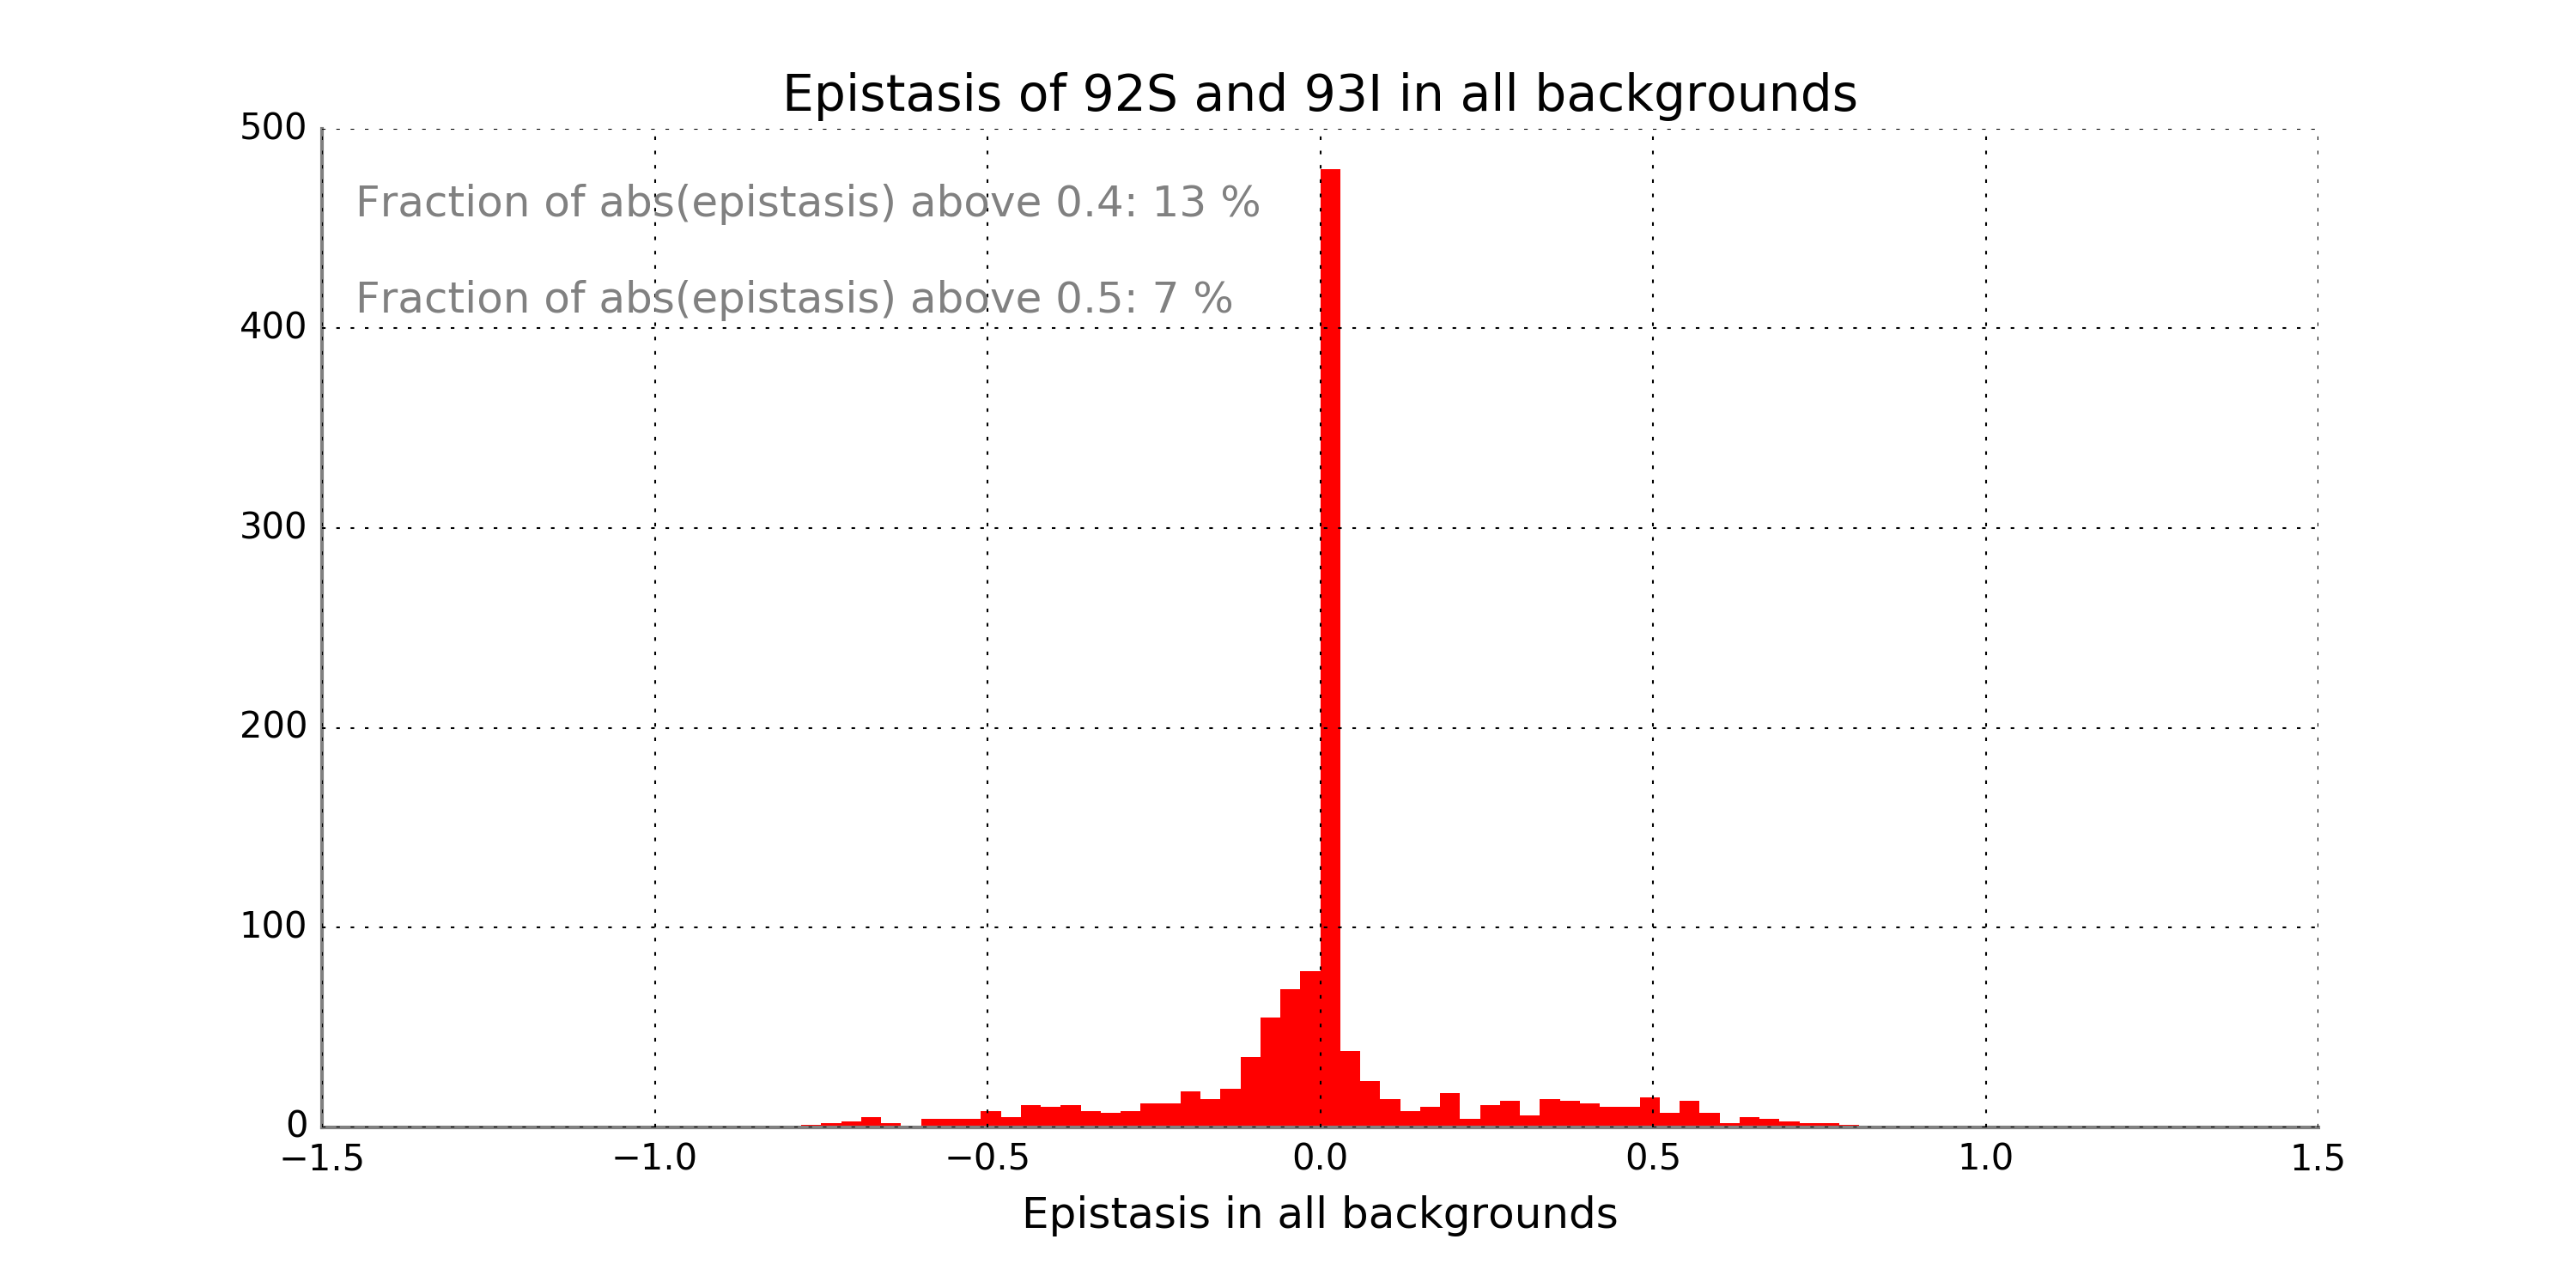 Epistasis of 92S and 93I in all backgrounds
500
Fraction of abs(epistasis) above 0.4: 13 %
Fraction of abs(epistasis) above 0.5: 7 %
400
300
200
100
0
−1.5 −1.0 −0.5 0.0 0.5 1.0 1.5
Epistasis in all backgrounds